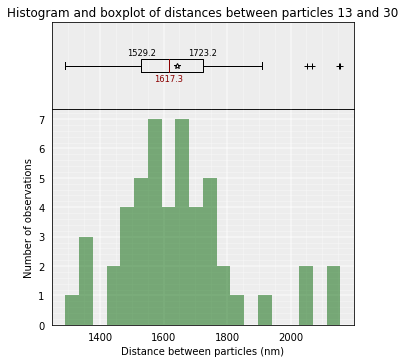 Histogram and boxplot of distances between particles 13 and 30
1529.2 1723.2
1617.3
7
6
5
4
3
2
1
0
Number of observations
1400 1600 1800 2000
Distance between particles (nm)